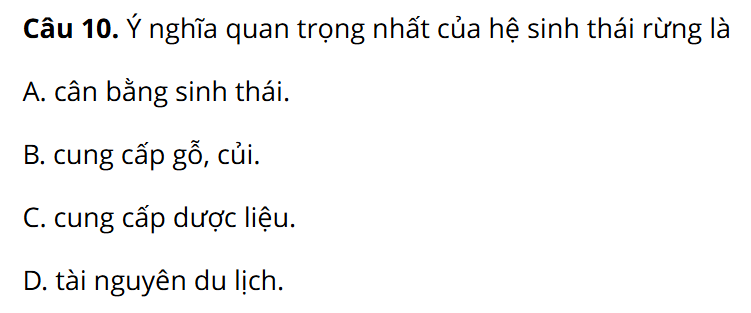 Câu 10. Ý nghĩa quan trọng nhất của hệ sinh thái rừng là
A. cân bằng sinh thái.
B. cung cấp gỗ, củi.
C. cung cấp dược liệu.
D. tài nguyên du lịch.